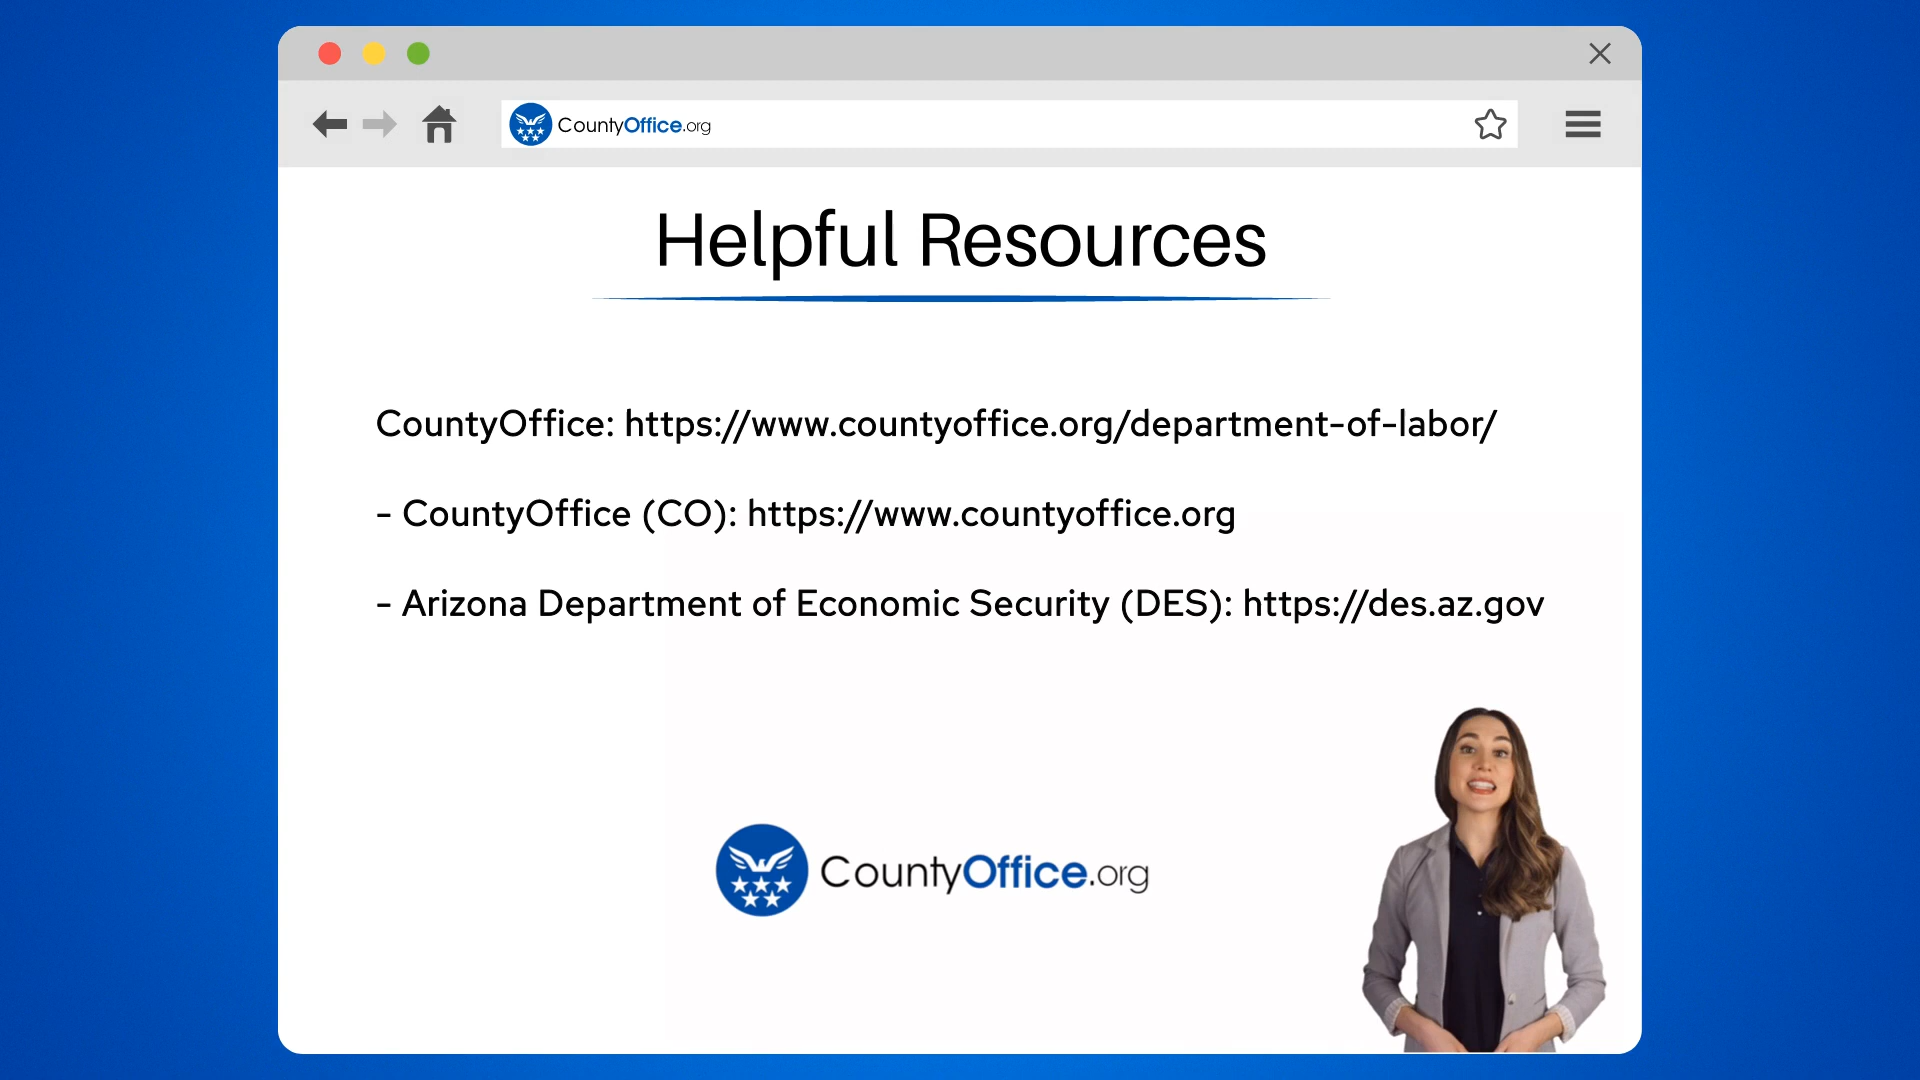 CountyOffice.org
Helpful Resources
CountyOffice: https://www.countyoffice.org/department-of-labor/
- CountyOffice (CO): https://www.countyoffice.org
- Arizona Department of Economic Security (DES): https://des.az.gov
CountyOffice.org